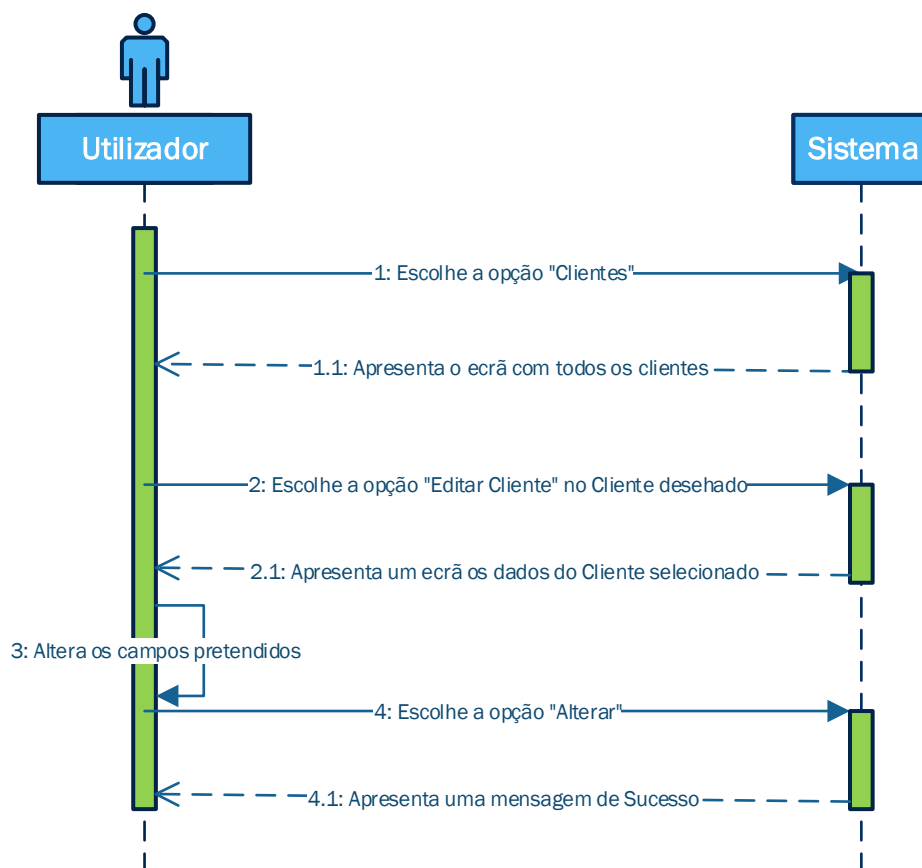 Utilizador
Sistema
1: Escolhe a opção "Clientes"
1.1: Apresenta o ecrã com todos os clientes
2: Escolhe a opção "Editar Cliente" no Cliente desehado
2.1: Apresenta um ecrã os dados do Cliente selecionado
3: Altera os campos pretendidos
4: Escolhe a opção "Alterar"
4.1: Apresenta uma mensagem de Sucesso